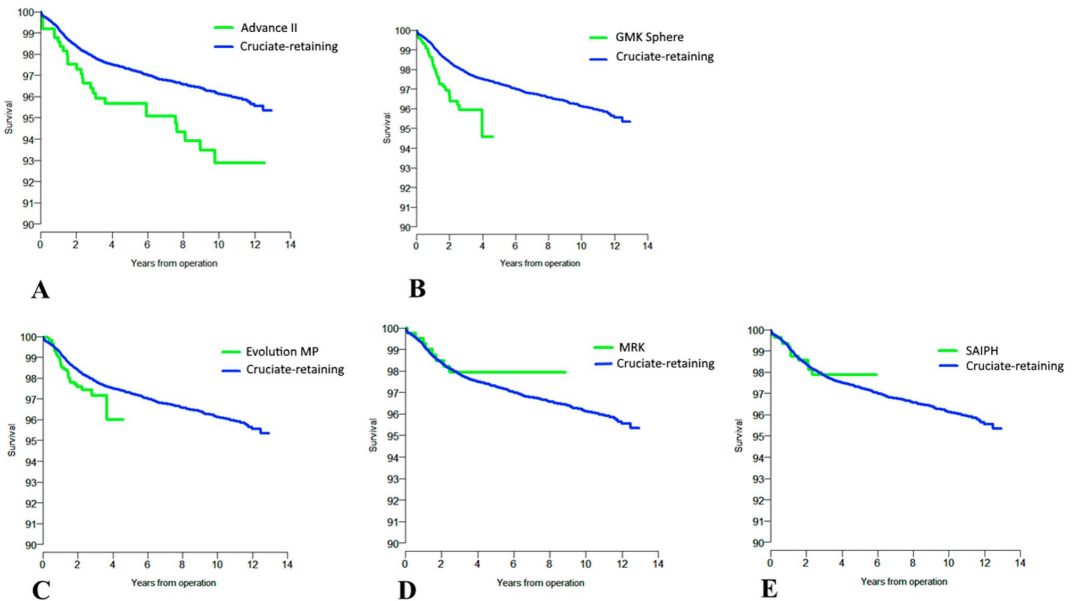 Advance II
Cruciate-retaining
100
99
98
97
96
95
94
93
92
91
90
Survival
0 2 4 6 8 10 12 14
Years from operation
A
GMK Sphere
Cruciate-retaining
100
99
98
97
96
95
94
93
92
91
90
Survival
0 2 4 6 8 10 12 14
Years from operation
B
Evolution MP
Cruciate-retaining
100
99
98
97
96
95
94
93
92
91
90
Survival
0 2 4 6 8 10 12 14
Years from operation
C
MRK
Cruciate-retaining
100
99
98
97
96
95
94
93
92
91
90
Survival
0 2 4 6 8 10 12 14
Years from operation
D
SAIPH
Cruciate-retaining
100
99
98
97
96
95
94
93
92
91
90
Survival
0 2 4 6 8 10 12 14
Years from operation
E